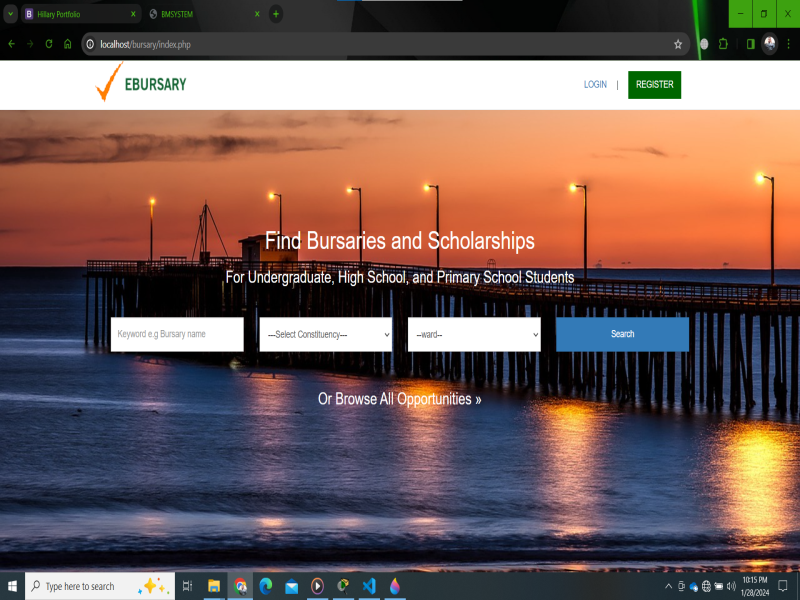 Hillary Portfolio
BMSYSTEM
localhost/bursary/index.php
EBURSARY
LOGIN
|
REGISTER
Find Bursaries and Scholarships
For Undergraduate, High School, and Primary School Students
Keyword e.g Bursary name
---Select Constituency---
--ward--
Search
Or Browse All Opportunities »
Type here to search
10:15 PM
1/28/2024